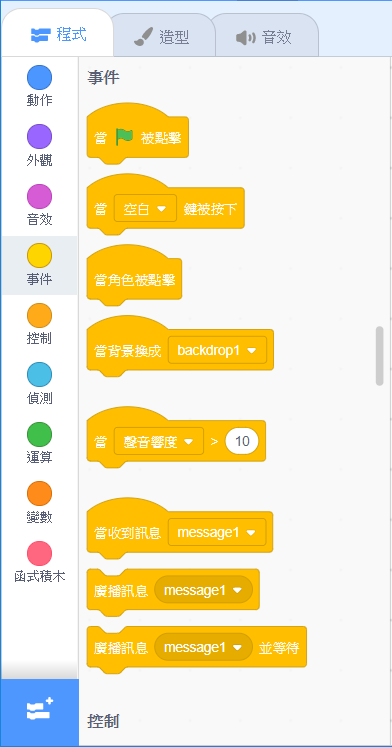 程式 造型 音效
動作
外觀
音效
事件
控制
偵測
運算
變數
函式積木
事件
當 被點擊
當 空白 鍵被按下
當角色被點擊
當背景換成 backdrop1
當 聲音響度 > 10
當收到訊息 message1
廣播訊息 message1
廣播訊息 message1 並等待
控制